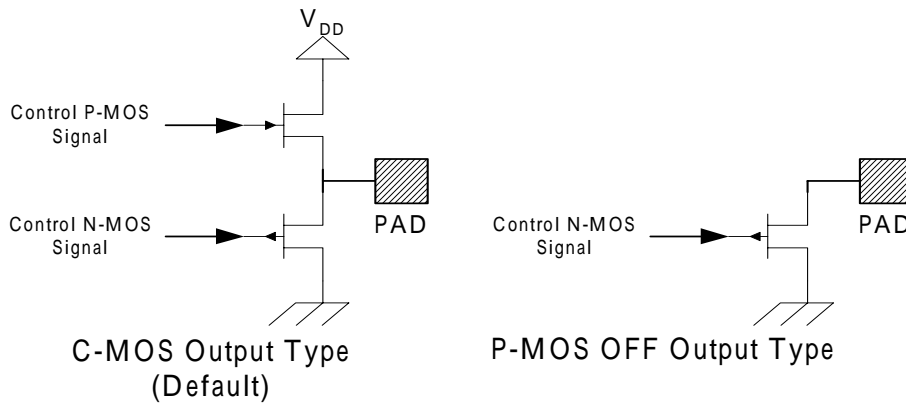 VDD
Control P-MOS
Signal
Control N-MOS
Signal
PAD
C-MOS Output Type
(Default)
Control N-MOS
Signal
PAD
P-MOS OFF Output Type